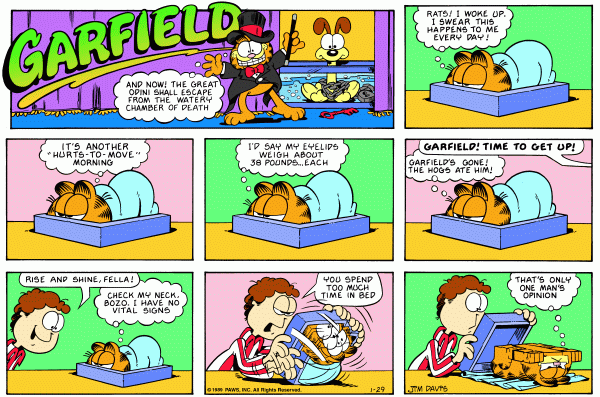 GARFIELD
AND NOW! THE GREAT
ODINI SHALL ESCAPE
FROM THE WATERY
CHAMBER OF DEATH
RATS! I WOKE UP.
I SWEAR THIS
HAPPENS TO ME
EVERY DAY!
IT'S ANOTHER
"HURTS-TO-MOVE"
MORNING
I'D SAY MY EYELIDS
WEIGH ABOUT
38 POUNDS...EACH
GARFIELD! TIME TO GET UP!
GARFIELD'S GONE!
THE HOGS ATE HIM!
RISE AND SHINE, FELLA!
CHECK MY NECK,
BOZO. I HAVE NO
VITAL SIGNS
YOU SPEND
TOO MUCH
TIME IN BED
© 1989 PAWS, INC. All Rights Reserved.
1-29
THAT'S ONLY
ONE MAN'S
OPINION
JIM DAVIS